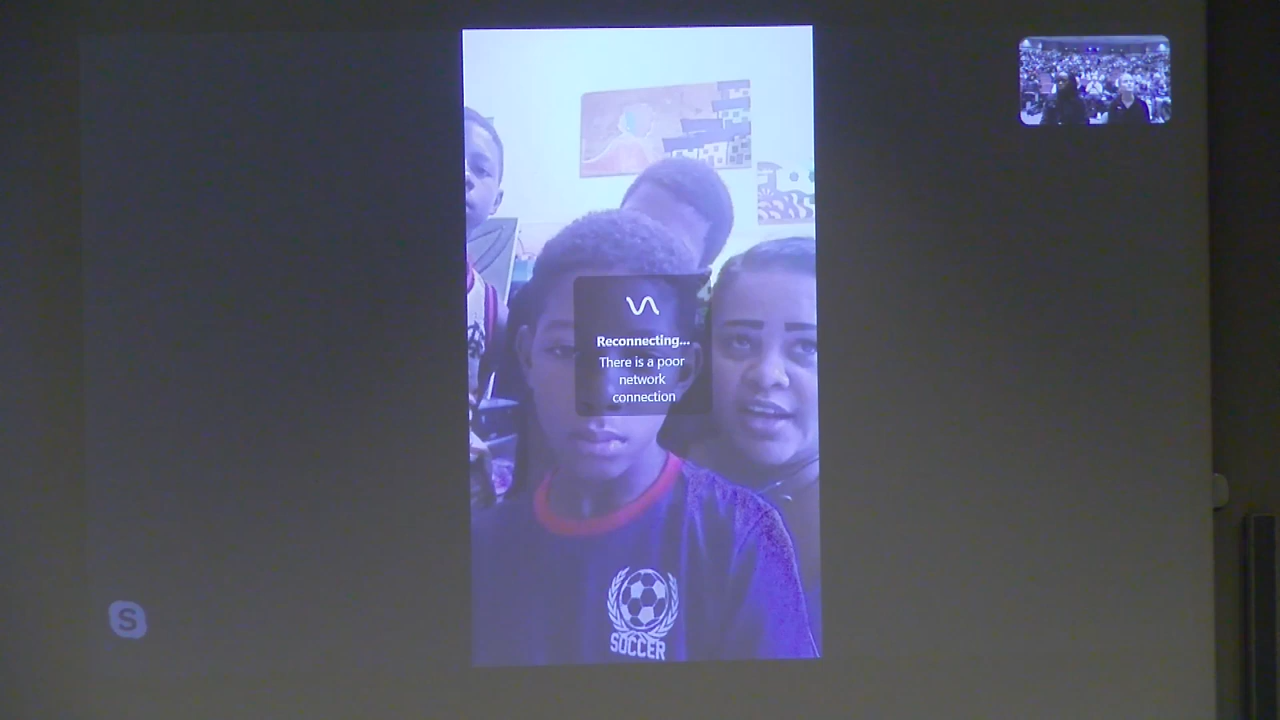 Reconnecting...
There is a poor
network
connection
SOCCER
S